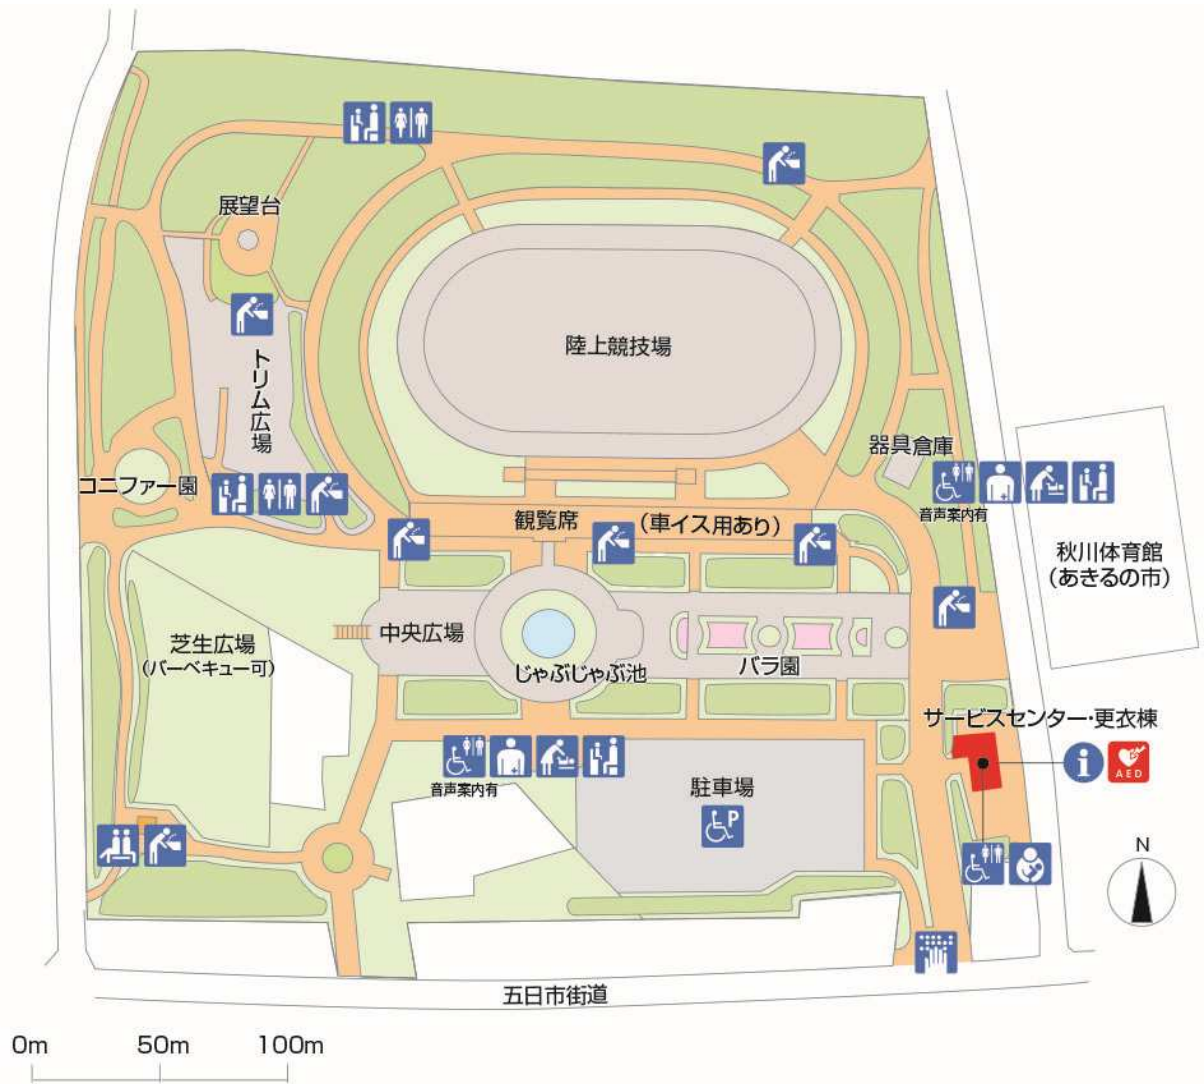 展望台
陸上競技場
トリム広場
器具倉庫
コニファー園
音声案内有
観覧席
(車イス用あり)
秋川体育館
(あきるの市)
中央広場
芝生広場
(バーベキュー可)
じゃぶじゃぶ池
バラ園
サービスセンター・更衣棟
i
AED
音声案内有
駐車場
P
N
五日市街道
0m 50m 100m